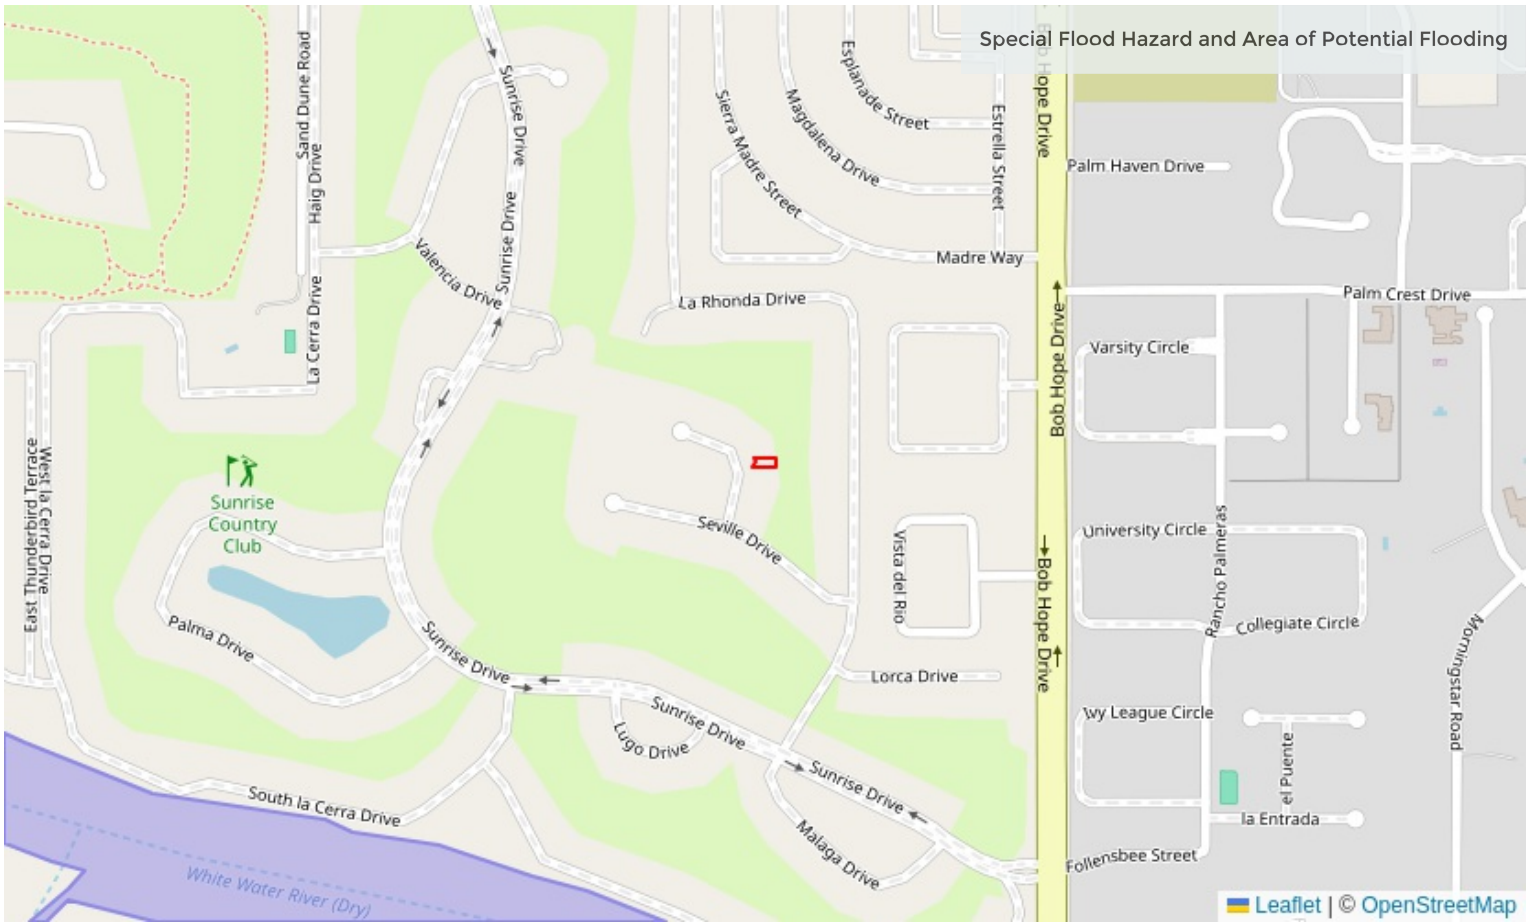 Special Flood Hazard and Area of Potential Flooding
Sand Dune Road
Haig Drive
La Cerra Drive
Sunrise Drive
Sunrise Drive
Valencia Drive
Sierra Madre Street
Magdalena Drive
Esplanade Street
Estrella Street
Bob Hope Drive
Palm Haven Drive
Madre Way
La Rhonda Drive
Palm Crest Drive
Varsity Circle
Bob Hope Drive
East Thunderbird Terrace
West la Cerra Drive
Sunrise
Country
Club
Seville Drive
Vista del Rio
University Circle
Rancho Palmeras
Collegiate Circle
Bob Hope Drive
Palma Drive
Sunrise Drive
Lorca Drive
Morningstar Road
Sunrise Drive
Lugo Drive
Ivy League Circle
el Puente
la Entrada
Sunrise Drive
South la Cerra Drive
Malaga Drive
Follensbee Street
White Water River (Dry)
Leaflet | © OpenStreetMap